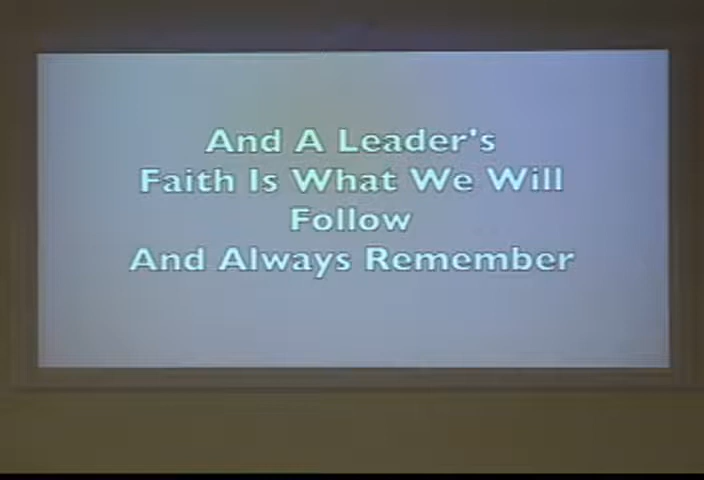 And A Leader's
Faith Is What We Will
Follow
And Always Remember